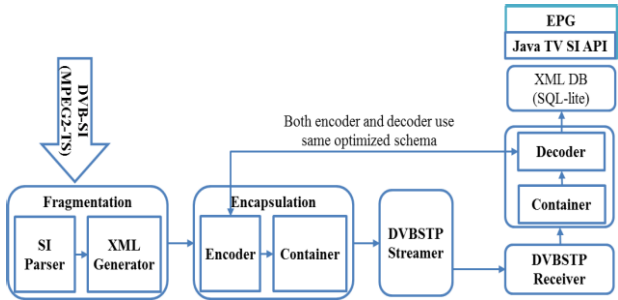 EPG
Java TV SI API
XML DB
(SQL-lite)
DVB-SI
(MPEG2-TS)
Both encoder and decoder use
same optimized schema
Decoder
Container
Fragmentation
SI
Parser
XML
Generator
Encapsulation
Encoder
Container
DVBSTP
Streamer
DVBSTP
Receiver